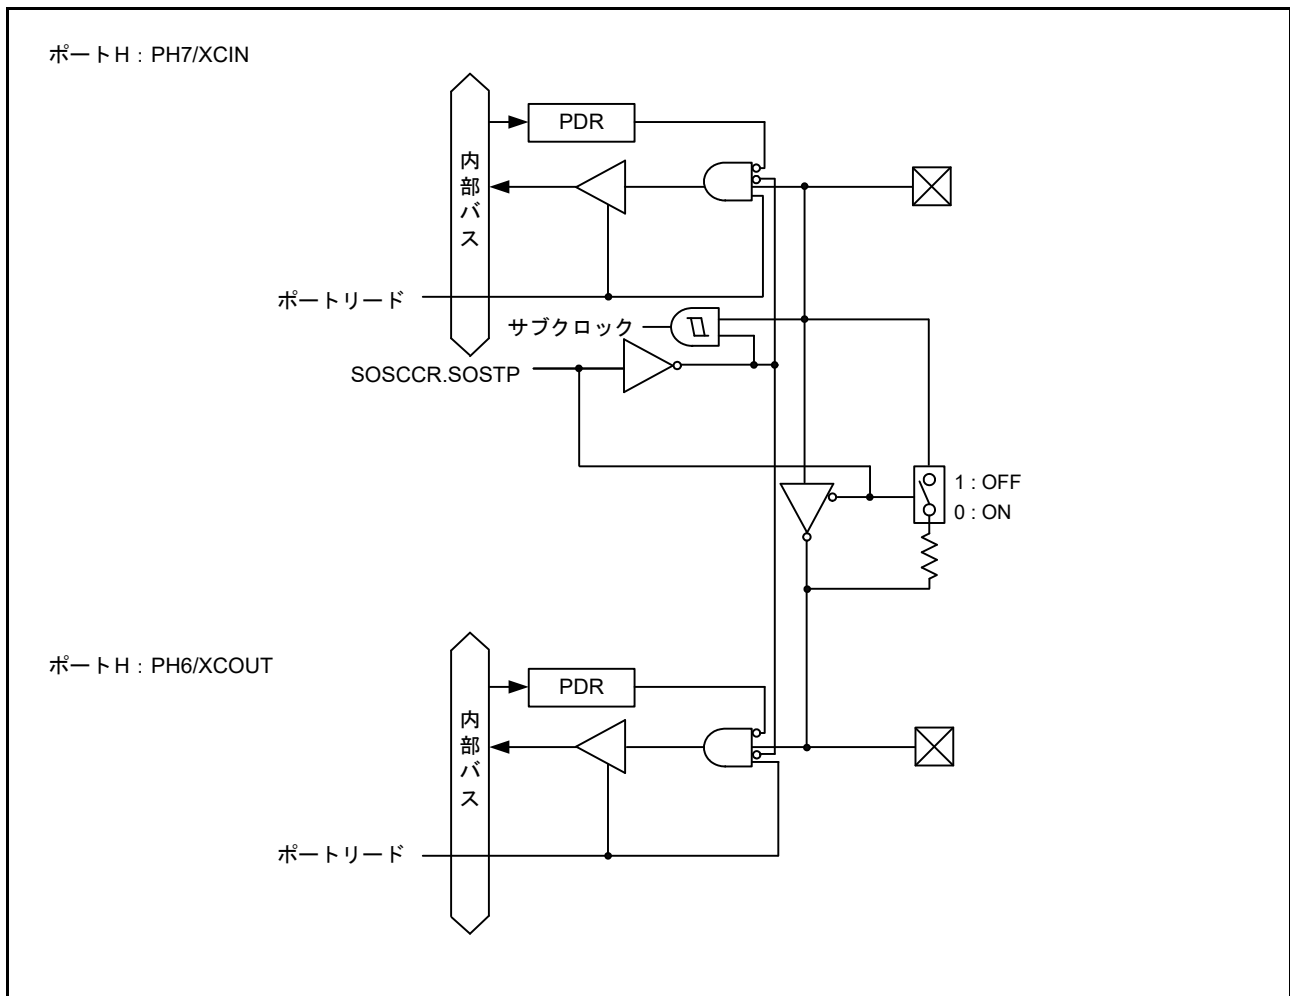 ポートH : PH7/XCIN
PDR
内部バス
ポートリード
サブクロック
SOSCCR.SOSTP
1 : OFF
0 : ON
ポートH : PH6/XCOUT
PDR
内部バス
ポートリード